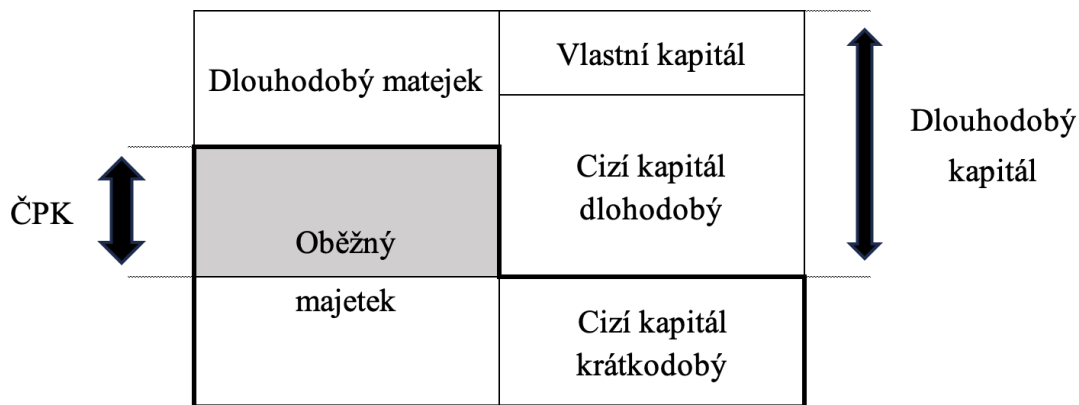 Dlouhodobý matejek
Vlastní kapitál
Dlouhodobý
kapitál
ČPK
Cizí kapitál
dlohodobý
Oběžný
majetek
Cizí kapitál
krátkodobý